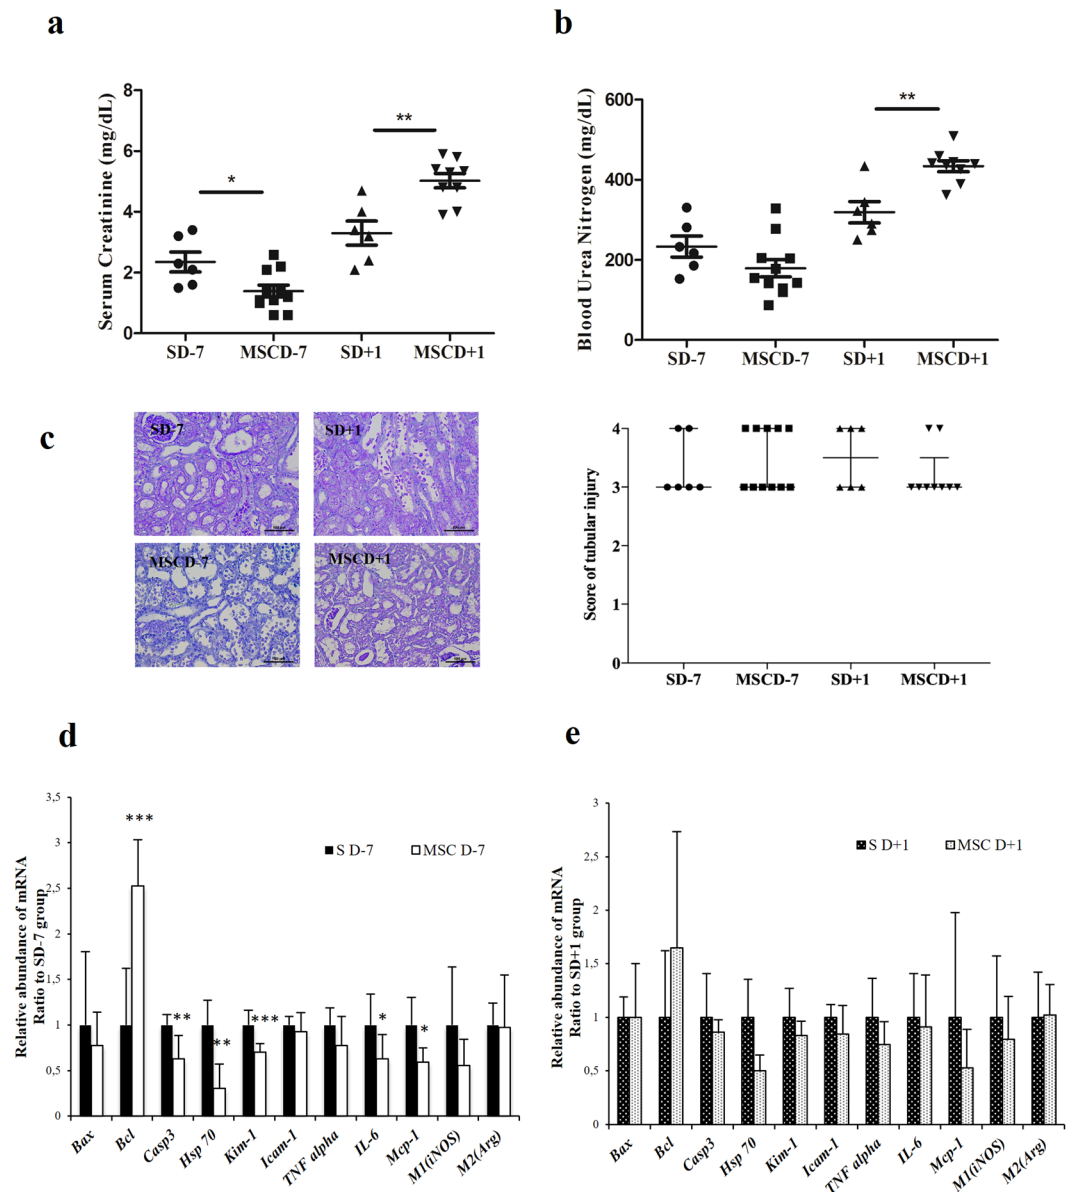 a
Serum Creatinine (mg/dL)
8
6
4
2
0
*
**
SD-7 MSCD-7 SD+1 MSCD+1
b
Blood Urea Nitrogen (mg/dL)
600
400
200
0
**
SD-7 MSCD-7 SD+1 MSCD+1
c
SD-7
SD+1
MSCD-7
MSCD+1
Score of tubular injury
4
3
2
1
0
SD-7 MSCD-7 SD+1 MSCD+1
d
Relative abundance of mRNA
Ratio to SD-7 group
3,5
3
2,5
2
1,5
1
0,5
0
S D-7 MSC D-7
***
**
**
***
*
*
Bax Bcl Casp3 Hsp 70 Kim-1 Icam-1 TNF alpha IL-6 Mcp-1 M1(iNOS) M2(Arg)
e
Relative abundance of mRNA
Ratio to SD+1 group
3
2,5
2
1,5
1
0,5
0
S D+1 MSC D+1
Bax Bcl Casp3 Hsp 70 Kim-1 Icam-1 TNF alpha IL-6 Mcp-1 M1(iNOS) M2(Arg)